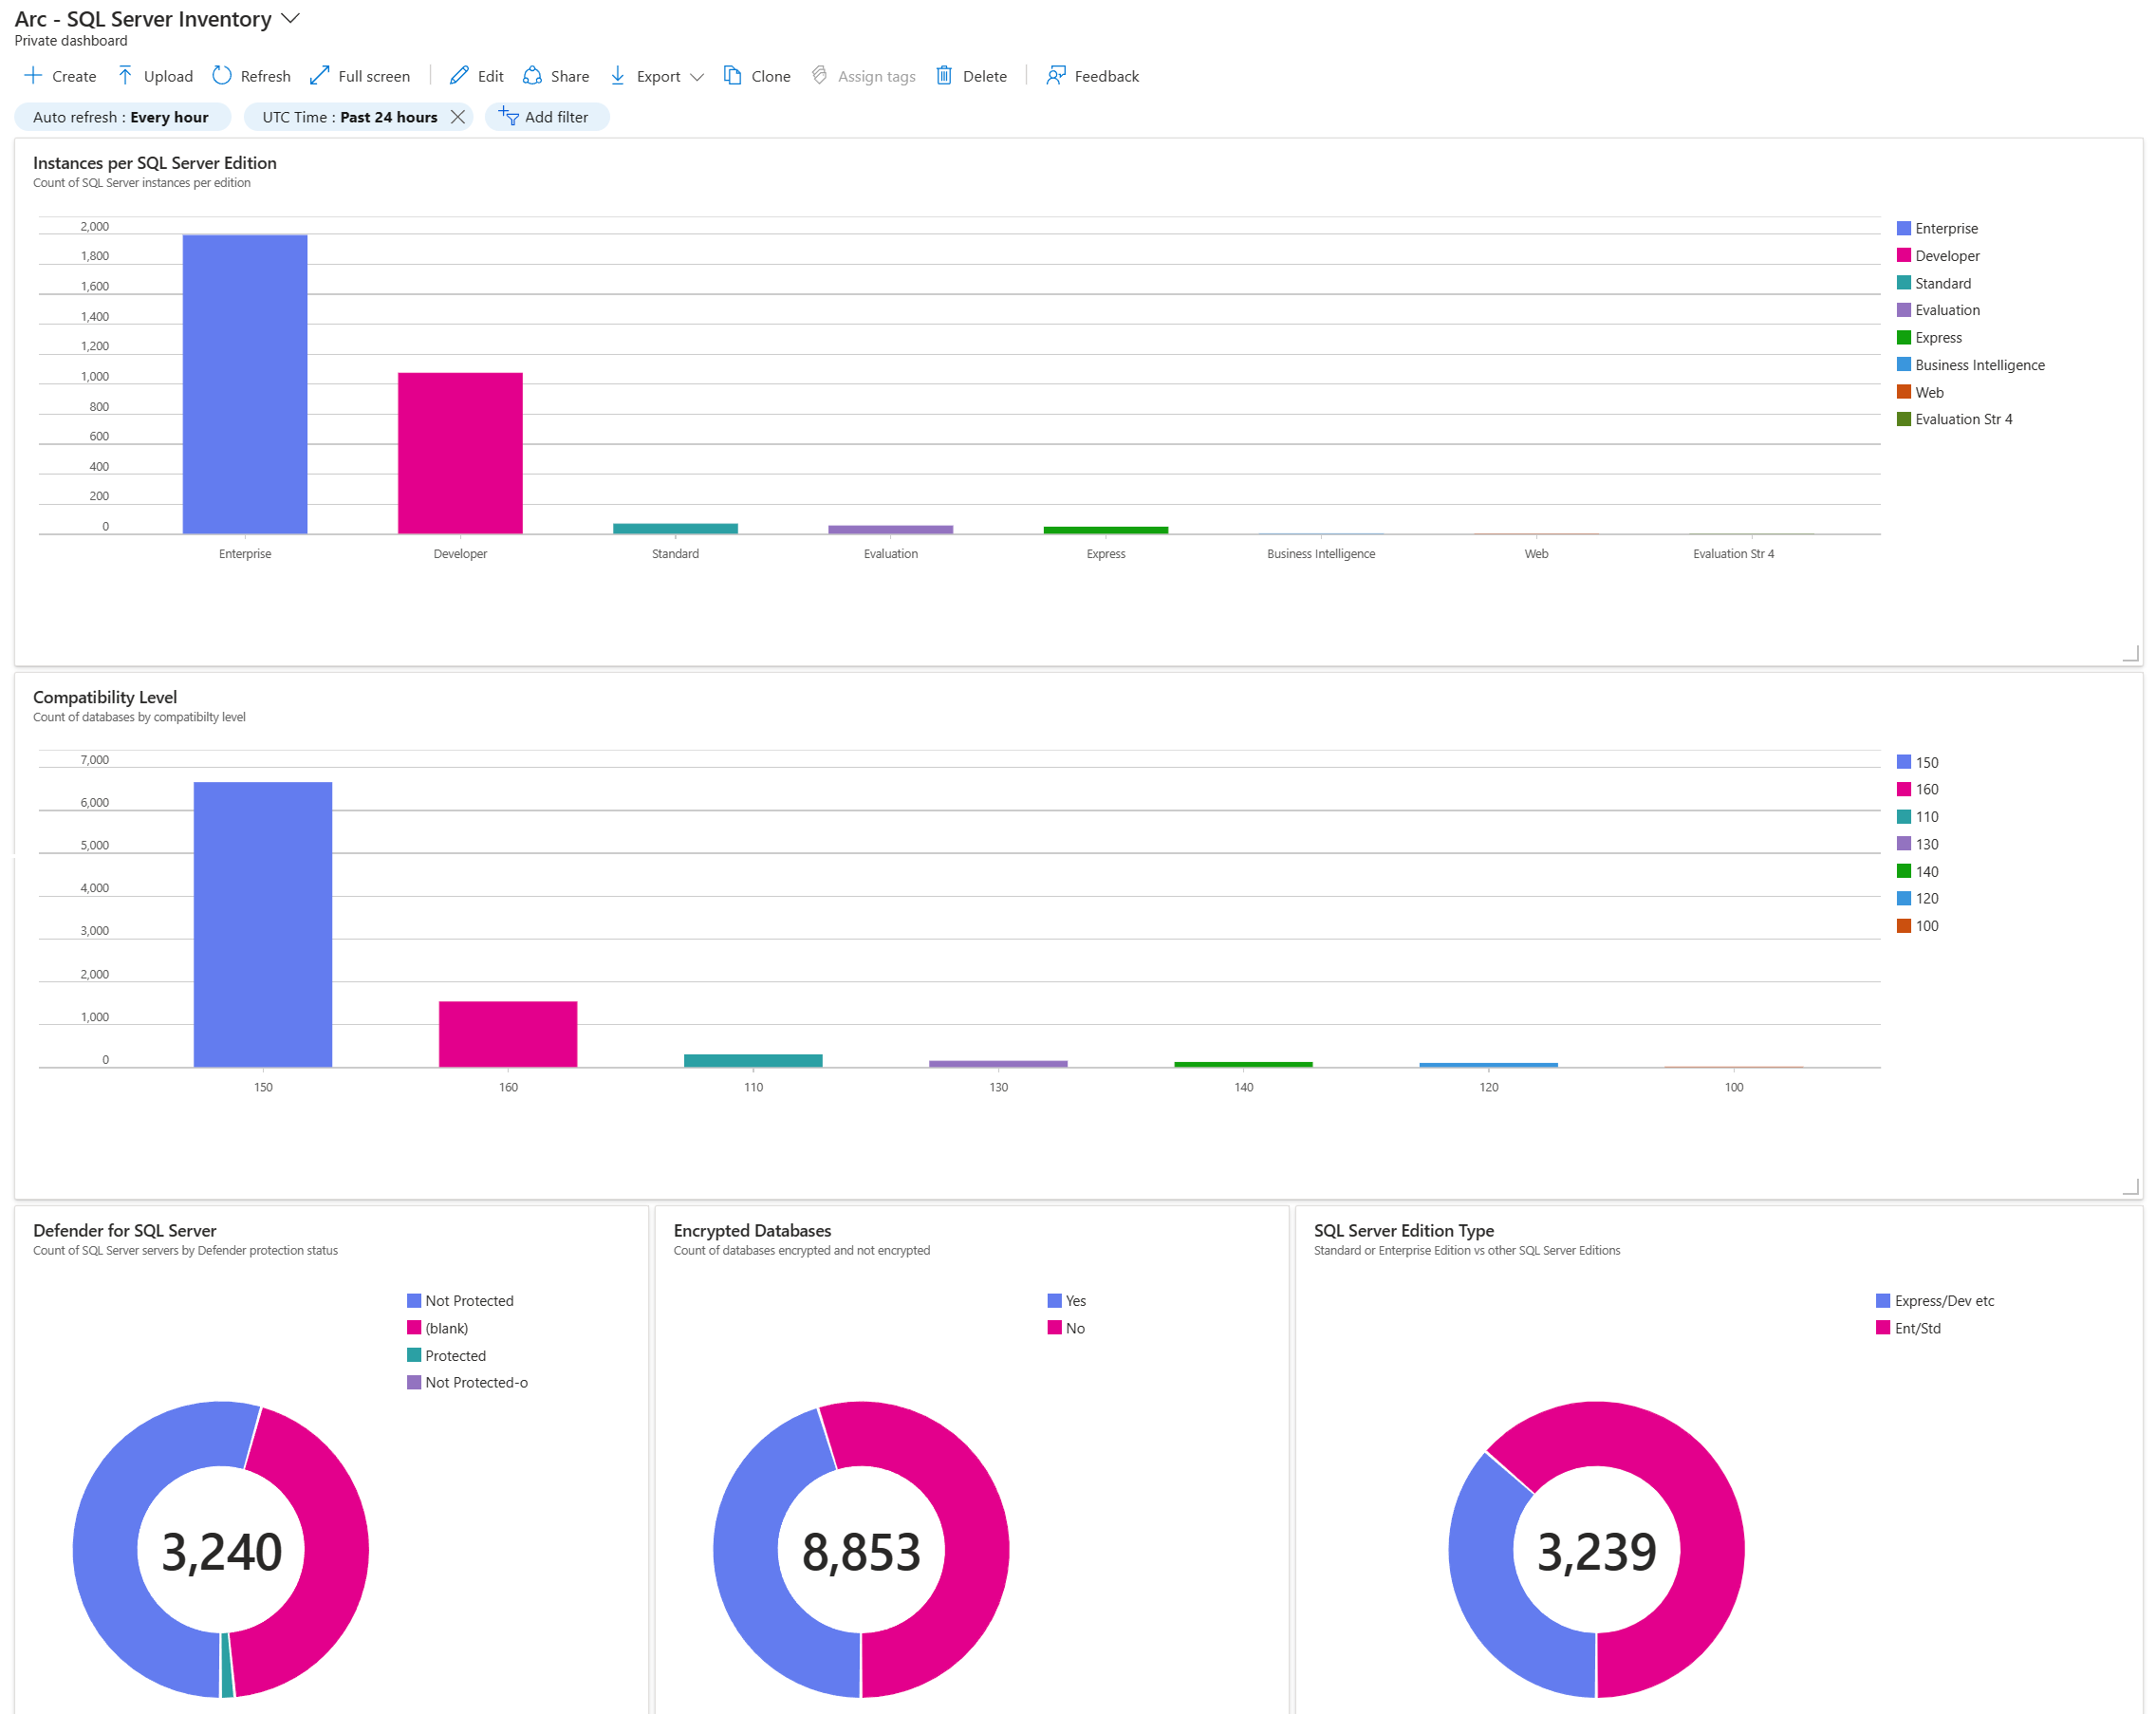 Arc - SQL Server Inventory
Private dashboard
Create Upload Refresh Full screen Edit Share Export Clone Assign tags Delete Feedback
Auto refresh : Every hour UTC Time : Past 24 hours Add filter
Instances per SQL Server Edition
Count of SQL Server instances per edition
2,000
1,800
1,600
1,400
1,200
1,000
800
600
400
200
0
Enterprise Developer Standard Evaluation Express Business Intelligence Web Evaluation Str 4
Enterprise
Developer
Standard
Evaluation
Express
Business Intelligence
Web
Evaluation Str 4
Compatibility Level
Count of databases by compatibilty level
7,000
6,000
5,000
4,000
3,000
2,000
1,000
0
150 160 110 130 140 120 100
150
160
110
130
140
120
100
Defender for SQL Server
Count of SQL Server servers by Defender protection status
Not Protected
(blank)
Protected
Not Protected-o
3,240
Encrypted Databases
Count of databases encrypted and not encrypted
Yes
No
8,853
SQL Server Edition Type
Standard or Enterprise Edition vs other SQL Server Editions
Express/Dev etc
Ent/Std
3,239